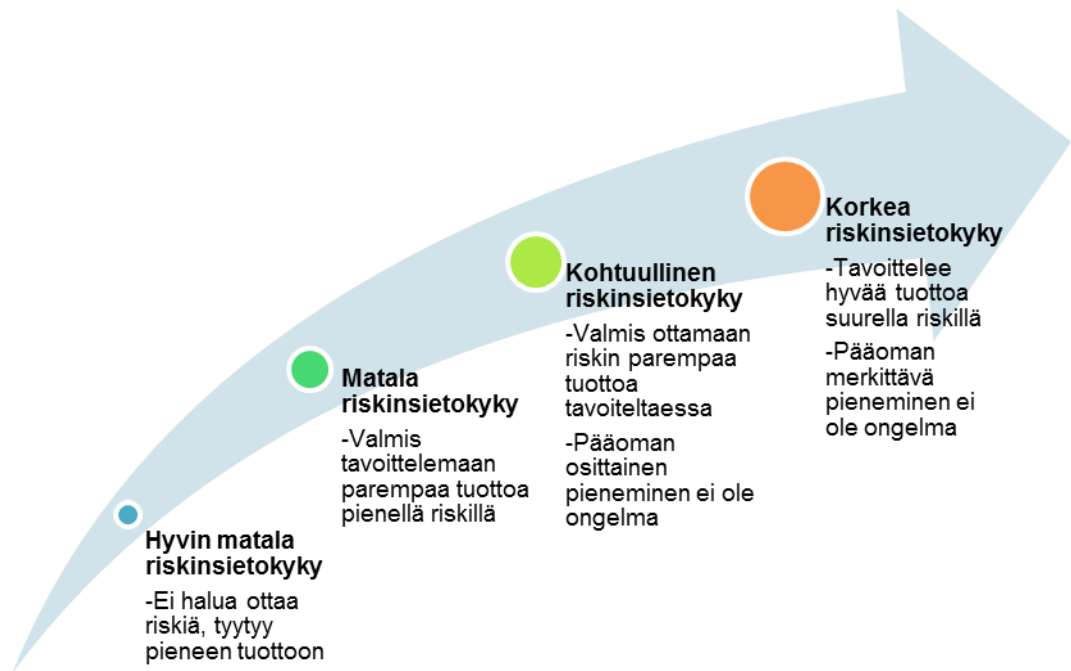 Hyvin matala
riskinsietokyky
-Ei halua ottaa
riskiä, tyytyy
pieneen tuottoon
Matala
riskinsietokyky
-Valmis
tavoittelemaan
parempaa tuottoa
pienellä riskillä
Kohtuullinen
riskinsietokyky
-Valmis ottamaan
riskin parempaa
tuottoa
tavoiteltaessa
-Pääoman
osittainen
pieneminen ei ole
ongelma
Korkea
riskinsietokyky
-Tavoittelee
hyvää tuottoa
suurella riskillä
-Pääoman
merkittävä
pieneminen ei
ole ongelma